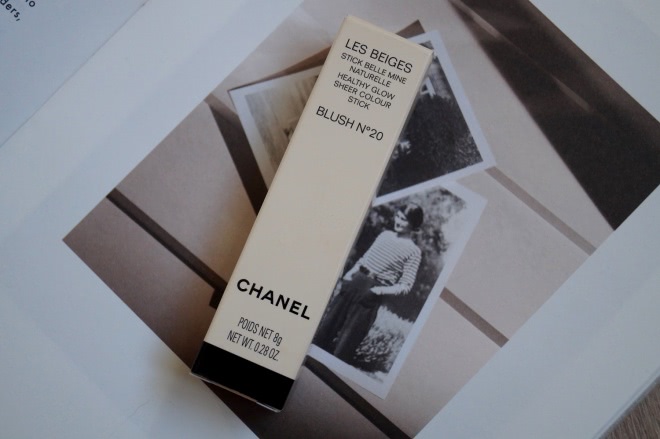 ders,
LES BEIGES
STICK BELLE MINE
NATURELLE
HEALTHY GLOW
SHEER COLOUR
STICK
BLUSH N°20
CHANEL
POIDS NET 8g
NET WT. 0.28 OZ.